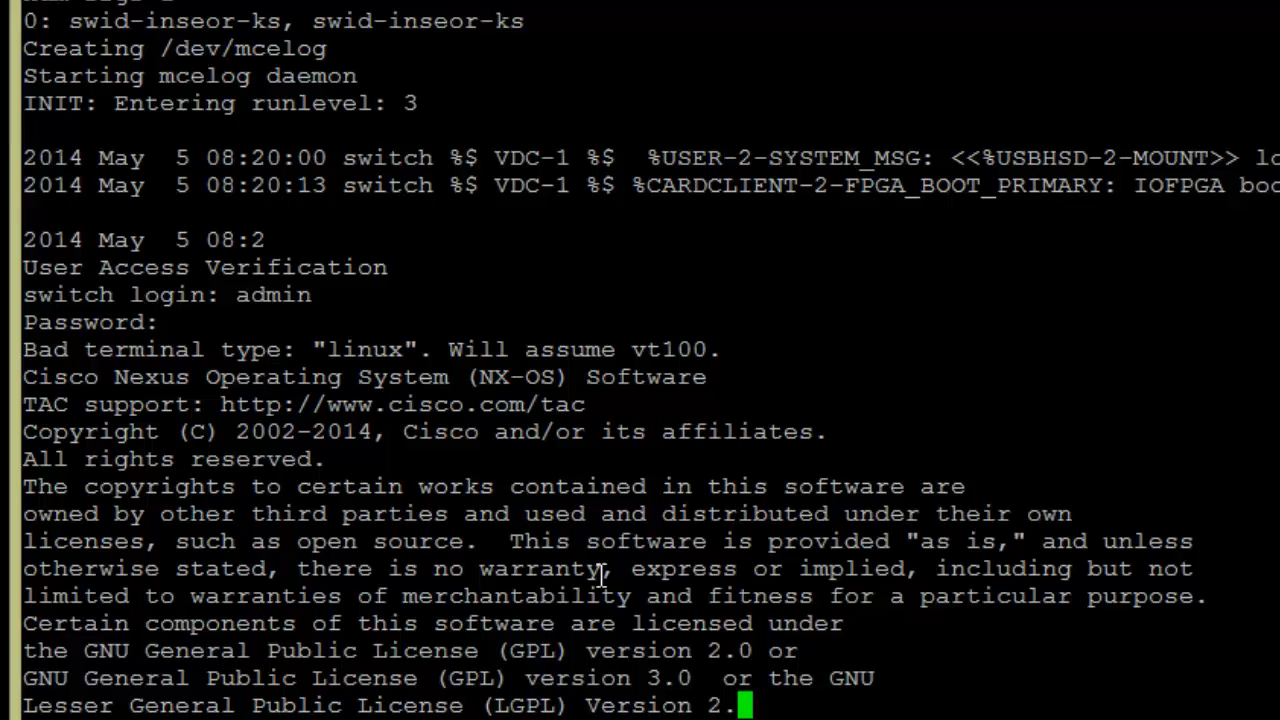 0: swid-inseor-ks, swid-inseor-ks
Creating /dev/mcelog
Starting mcelog daemon
INIT: Entering runlevel: 3
2014 May  5 08:20:00 switch %$ VDC-1 %$  %USER-2-SYSTEM_MSG: <<%USBHSD-2-MOUNT>> lo
2014 May  5 08:20:13 switch %$ VDC-1 %$ %CARDCLIENT-2-FPGA_BOOT_PRIMARY: IOFPGA boo
2014 May  5 08:2
User Access Verification
switch login: admin
Password:
Bad terminal type: "linux". Will assume vt100.
Cisco Nexus Operating System (NX-OS) Software
TAC support: http://www.cisco.com/tac
Copyright (C) 2002-2014, Cisco and/or its affiliates.
All rights reserved.
The copyrights to certain works contained in this software are
owned by other third parties and used and distributed under their own
licenses, such as open source.  This software is provided "as is," and unless
otherwise stated, there is no warranty, express or implied, including but not
limited to warranties of merchantability and fitness for a particular purpose.
Certain components of this software are licensed under
the GNU General Public License (GPL) version 2.0 or
GNU General Public License (GPL) version 3.0  or the GNU
Lesser General Public License (LGPL) Version 2.